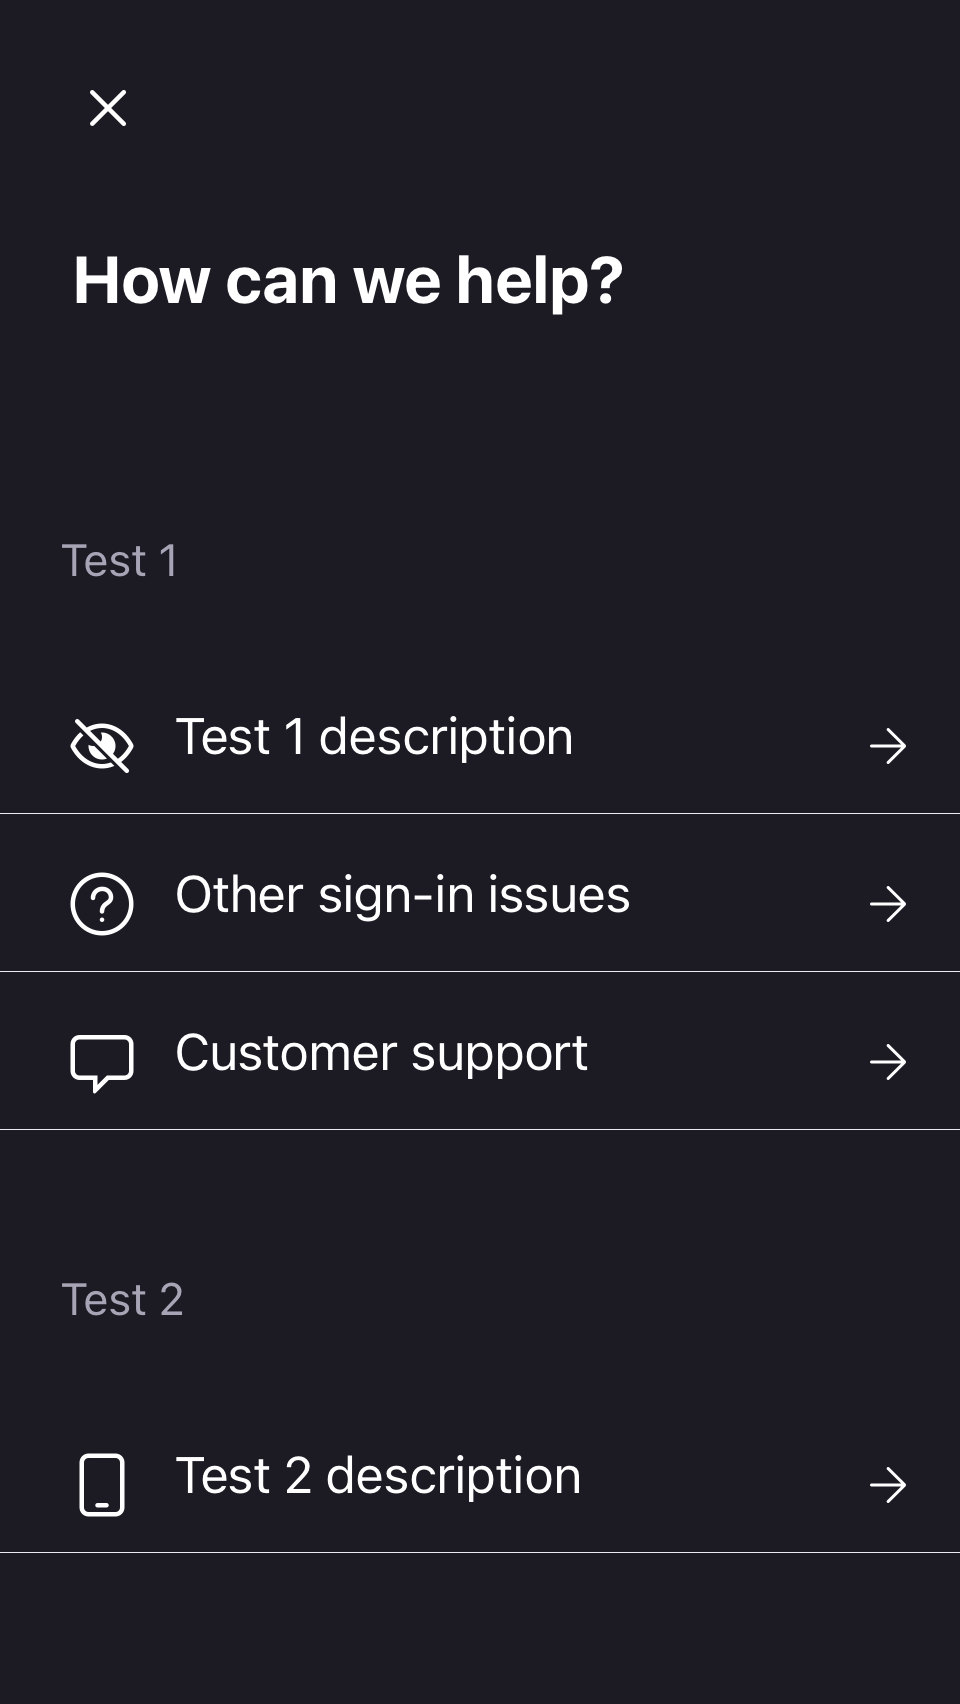 How can we help?
Test 1
Test 1 description
Other sign-in issues
Customer support
Test 2
Test 2 description